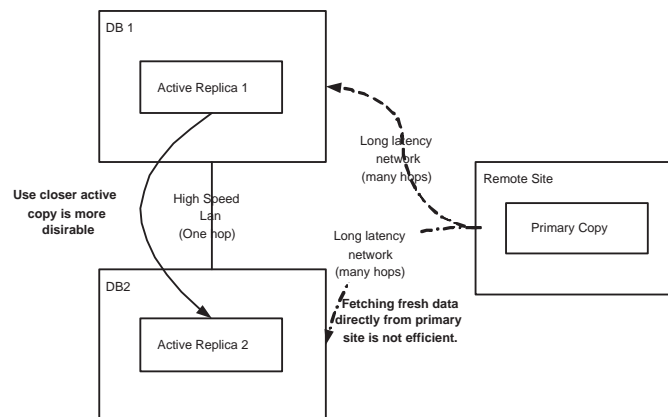 DB 1
Active Replica 1
Long latency
network
(many hops)
Remote Site
Primary Copy
Use closer active
copy is more
disirable
High Speed
Lan
(One hop)
Long latency
network
(many hops)
DB2
Active Replica 2
Fetching fresh data
directly from primary
site is not efficient.